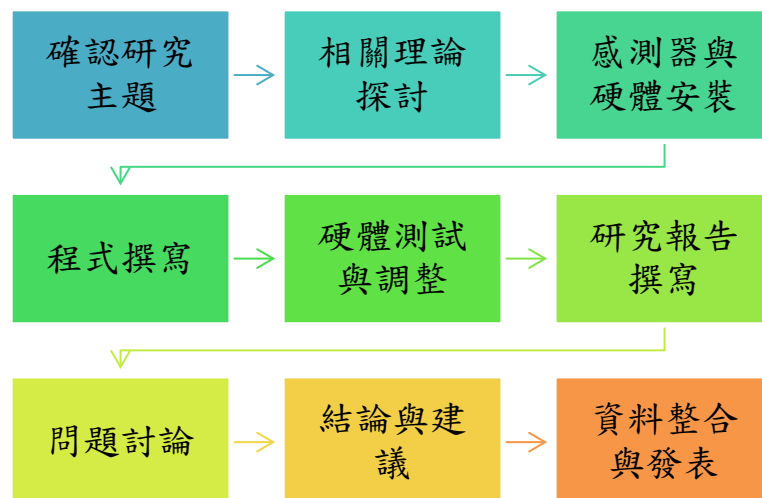 確認研究
主題
相關理論
探討
感測器與
硬體安裝
程式撰寫
硬體測試
與調整
研究報告
撰寫
問題討論
結論與建
議
資料整合
與發表